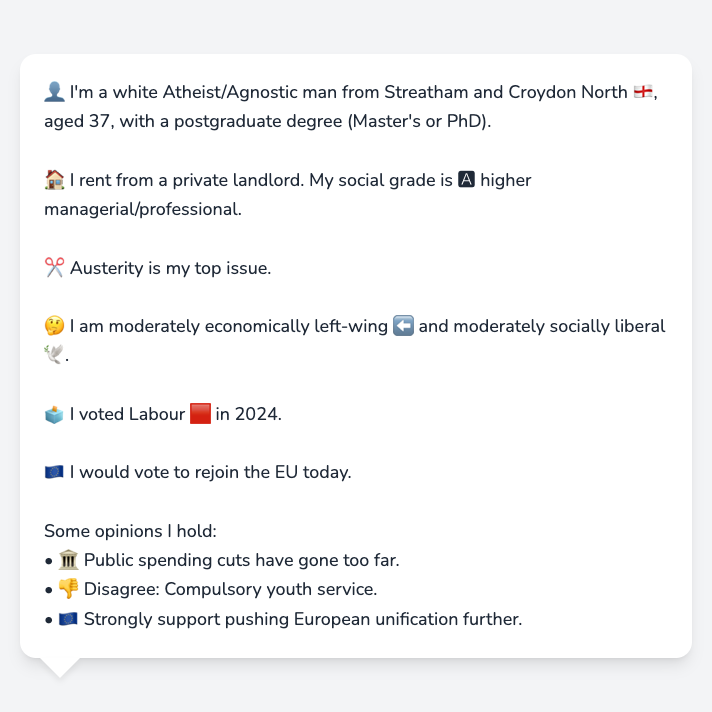 👤 I'm a white Atheist/Agnostic man from Streatham and Croydon North 🏴󠁧󠁢󠁥󠁮󠁧󠁿,
aged 37, with a postgraduate degree (Master's or PhD).
🏠 I rent from a private landlord. My social grade is 🅰 higher
managerial/professional.
✂️ Austerity is my top issue.
🤔 I am moderately economically left-wing ⬅️ and moderately socially liberal
🕊️.
🗳️ I voted Labour 🟥 in 2024.
🇪🇺 I would vote to rejoin the EU today.
Some opinions I hold:
• 🏛️ Public spending cuts have gone too far.
• 👎 Disagree: Compulsory youth service.
• 🇪🇺 Strongly support pushing European unification further.